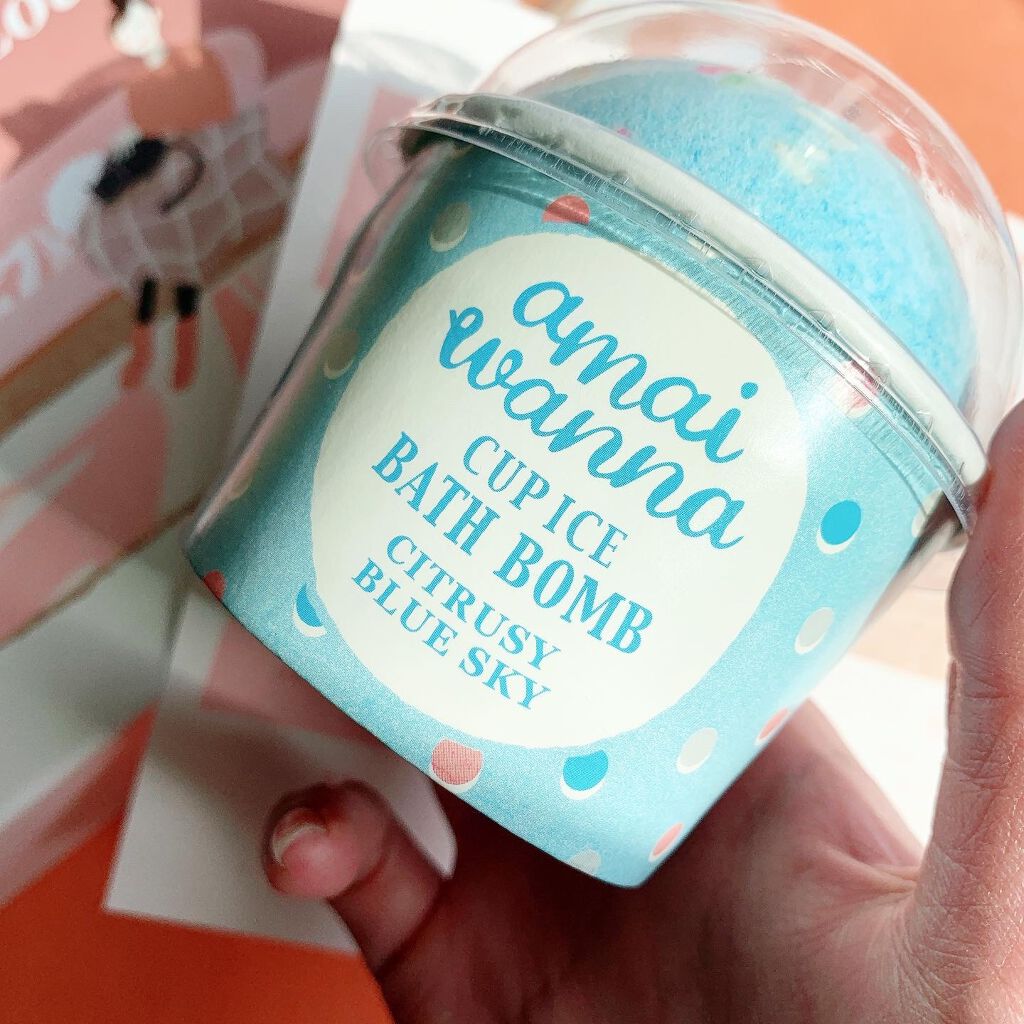 amai
wanna
CUP ICE
BATH BOMB
CITRUSY
BLUE SKY